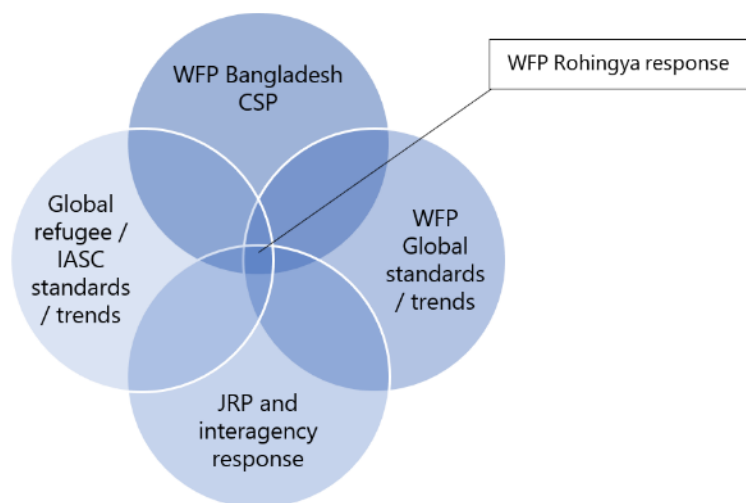 WFP Bangladesh
CSP
WFP Rohingya response
Global
refugee /
IASC
standards
/ trends
WFP
Global
standards
/ trends
JRP and
interagency
response